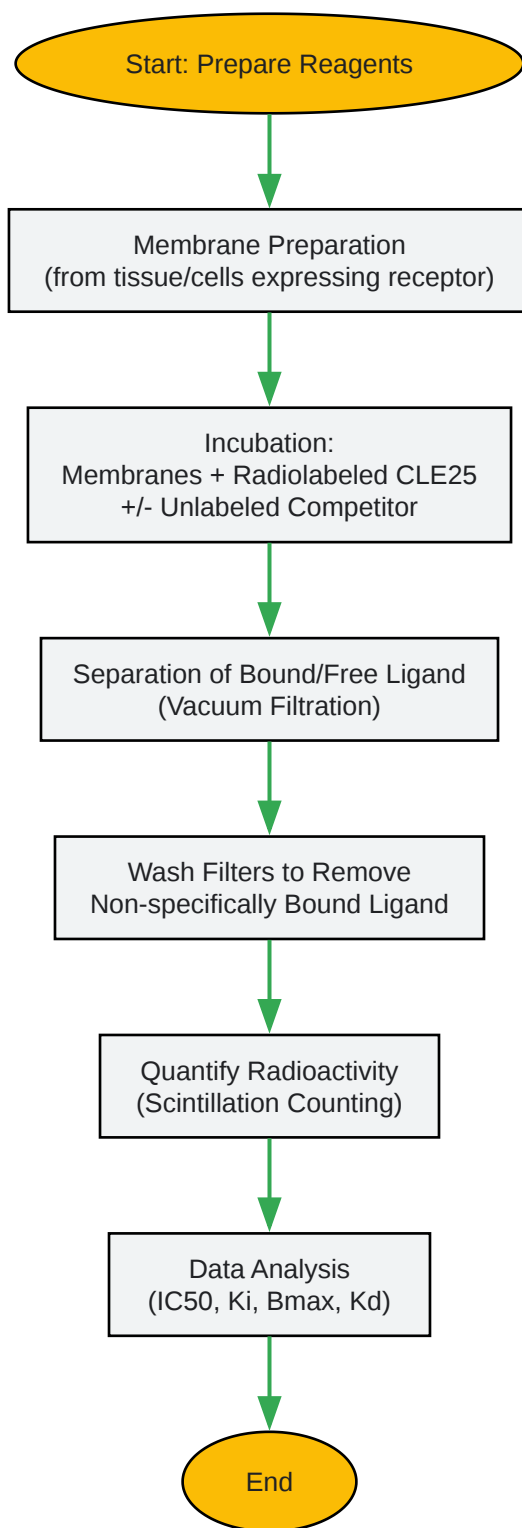 Start: Prepare Reagents
Membrane Preparation
(from tissue/cells expressing receptor)
Incubation:
Membranes + Radiolabeled CLE25
+/- Unlabeled Competitor
Separation of Bound/Free Ligand
(Vacuum Filtration)
Wash Filters to Remove
Non-specifically Bound Ligand
Quantify Radioactivity
(Scintillation Counting)
Data Analysis
(IC50, Ki, Bmax, Kd)
End